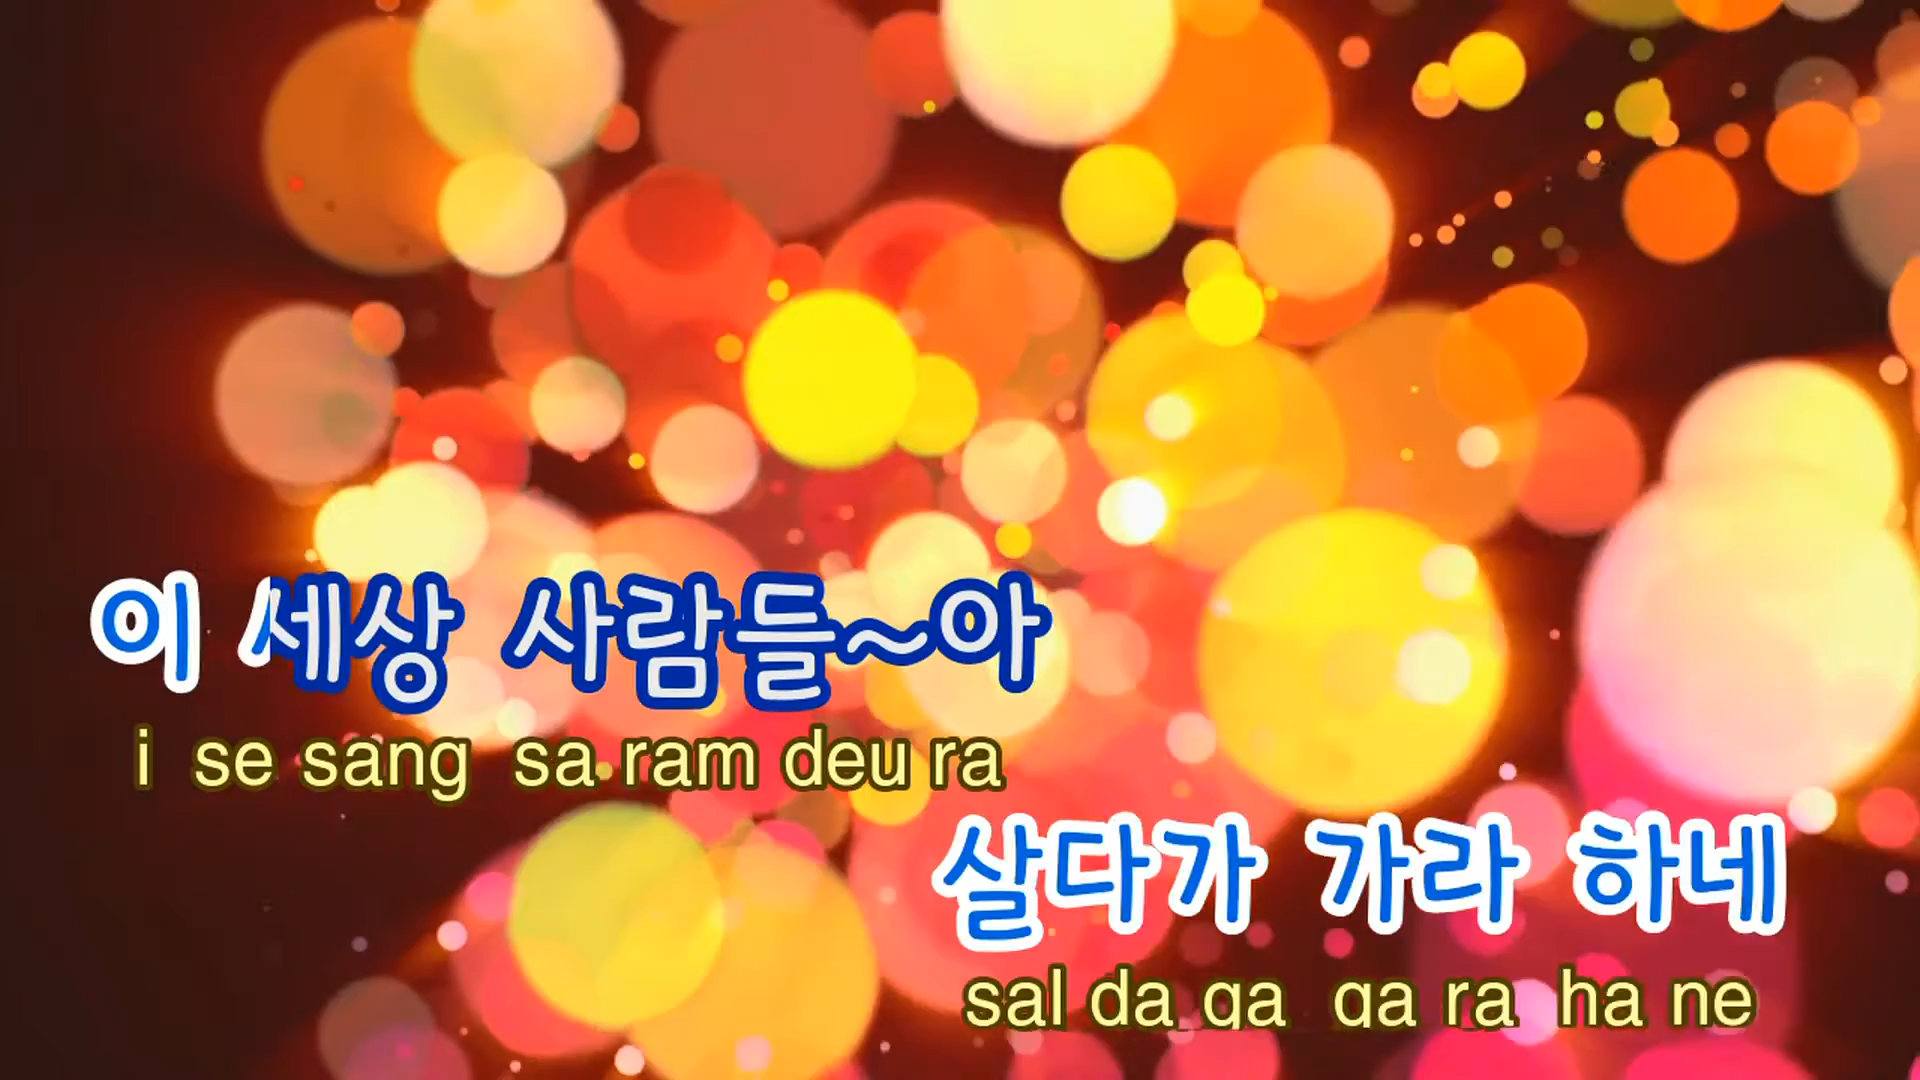 이 세상 사람들~아
i se sang sa ram deu ra
살다가 가라 하네
sal da ga ga ra ha ne